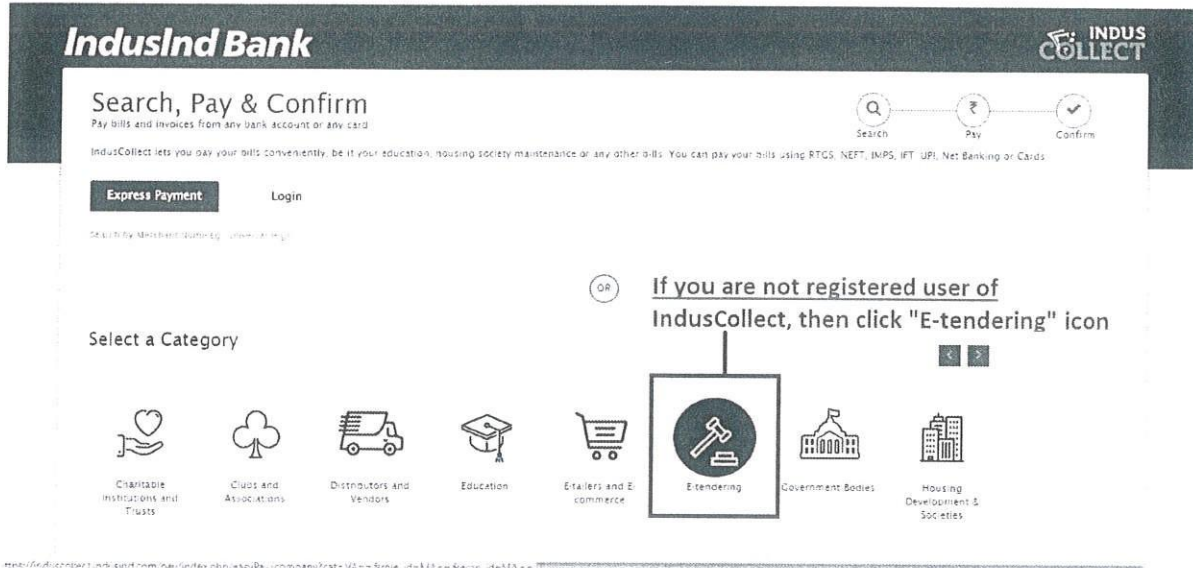 IndusInd Bank
INDUS
COLLECT
Search, Pay & Confirm
Pay bills and invoices from any bank account or any card
Search
Pay
Confirm
IndusCollect lets you pay your bills conveniently, be it your education, housing society maintenance or any other bills. You can pay your bills using RTGS, NEFT, IMPS, IFT, UPI, Net Banking or Cards
Express Payment
Login
Search by Merchant Name
OR
If you are not registered user of
IndusCollect, then click "E-tendering" icon
Select a Category
< >
Charitable
Institutions and
Trusts
Clubs and
Associations
Distributors and
Vendors
Education
E-tailers and E-
commerce
E-tendering
Government Bodies
Housing
Development &
Societies